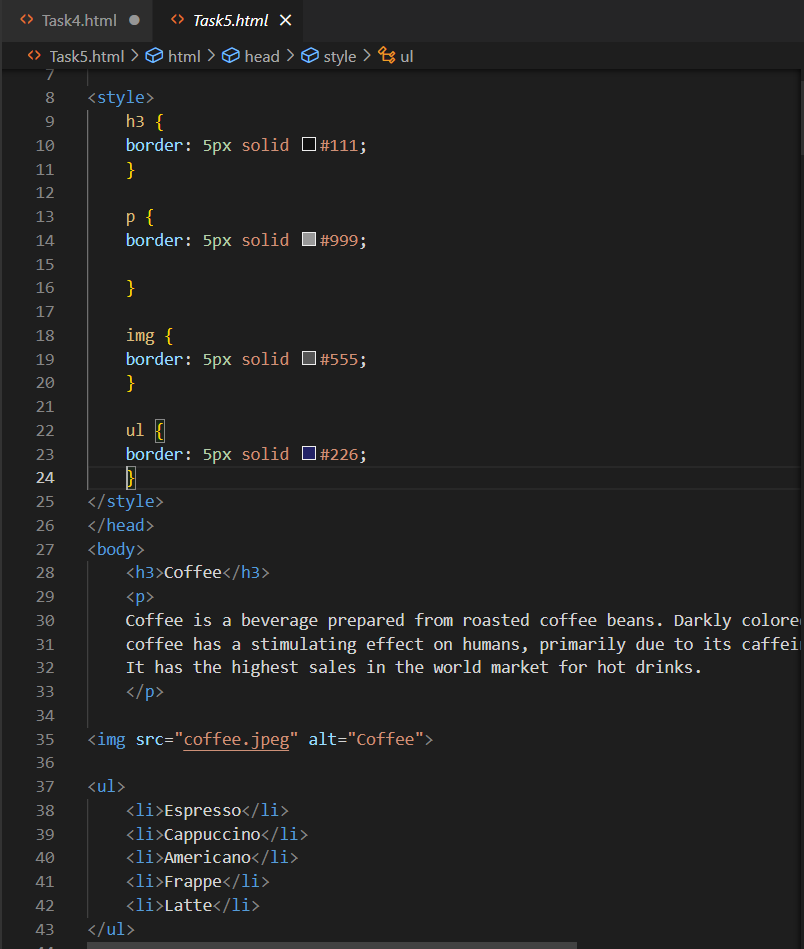 Task4.html
Task5.html
Task5.html > html > head > style > ul
7
8 <style>
9 h3 {
10 border: 5px solid #111;
11 }
12
13 p {
14 border: 5px solid #999;
15
16 }
17
18 img {
19 border: 5px solid #555;
20 }
21
22 ul {
23 border: 5px solid #226;
24 }
25 </style>
26 </head>
27 <body>
28 <h3>Coffee</h3>
29 <p>
30 Coffee is a beverage prepared from roasted coffee beans. Darkly colore
31 coffee has a stimulating effect on humans, primarily due to its caffei
32 It has the highest sales in the world market for hot drinks.
33 </p>
34
35 <img src="coffee.jpeg" alt="Coffee">
36
37 <ul>
38 <li>Espresso</li>
39 <li>Cappuccino</li>
40 <li>Americano</li>
41 <li>Frappe</li>
42 <li>Latte</li>
43 </ul>